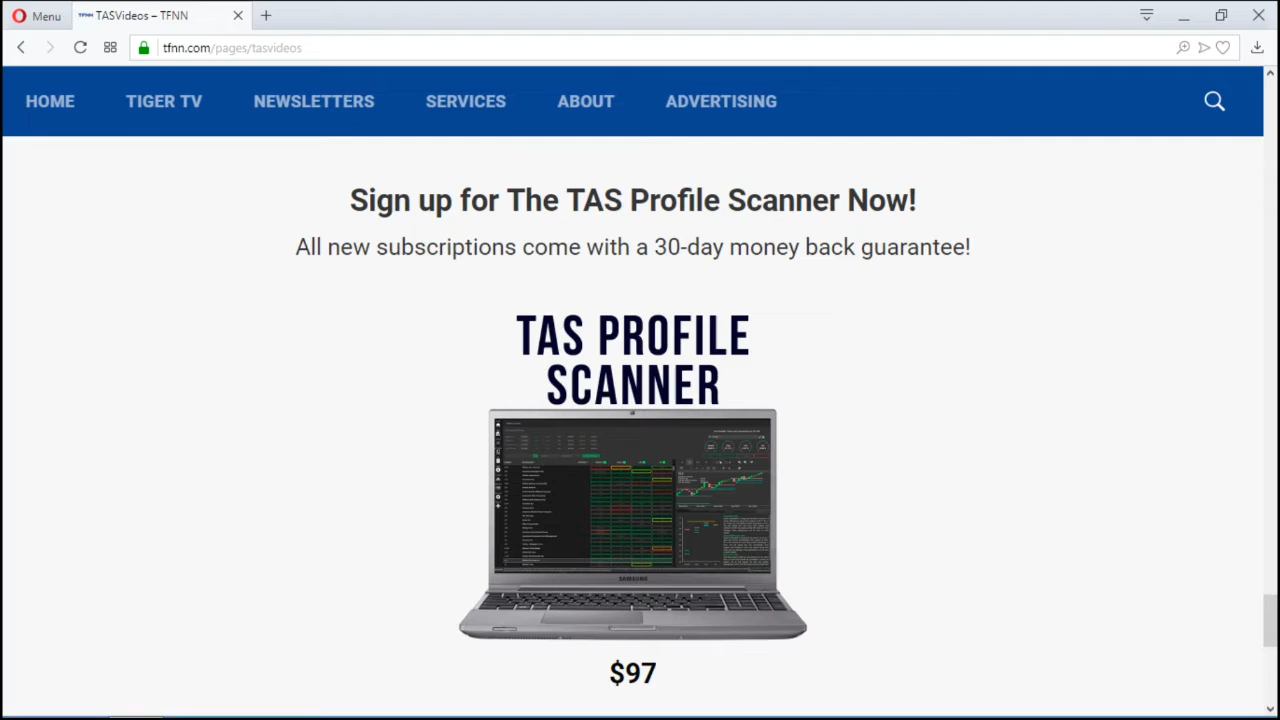 Menu
TFNN TASVideos – TFNN
tfnn.com/pages/tasvideos
HOME TIGER TV NEWSLETTERS SERVICES ABOUT ADVERTISING
Sign up for The TAS Profile Scanner Now!
All new subscriptions come with a 30-day money back guarantee!
TAS PROFILE
SCANNER
SAMSUNG
$97